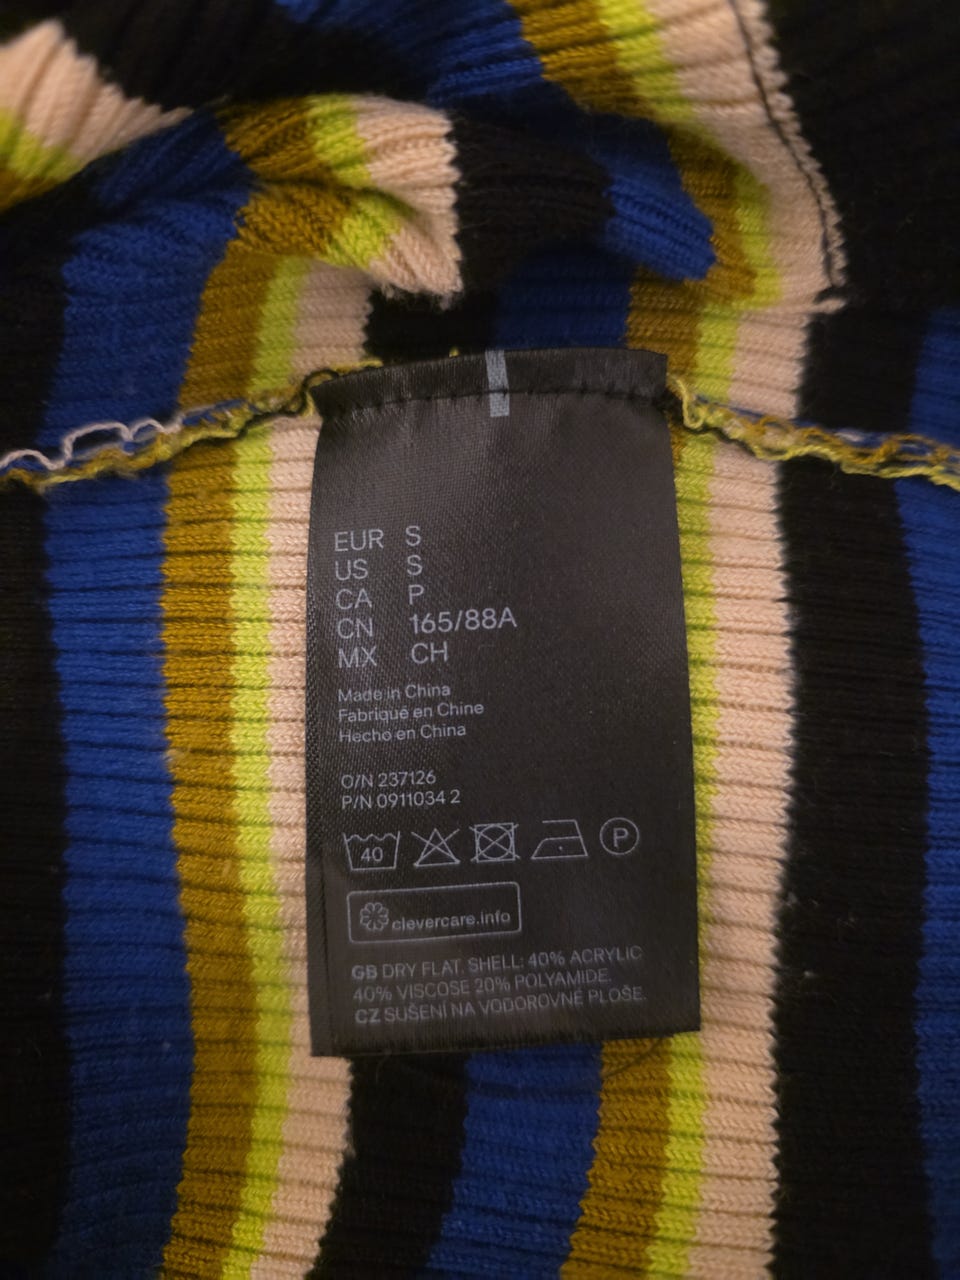 EUR S
US S
CA P
CN 165/88A
MX CH
Made in China
Fabriqué en Chine
Hecho en China
O/N 237126
P/N 0911034 2
40 P
clevercare.info
GB DRY FLAT. SHELL: 40% ACRYLIC
40% VISCOSE 20% POLYAMIDE.
CZ SUŠENÍ NA VODOROVNÉ PLOŠE.